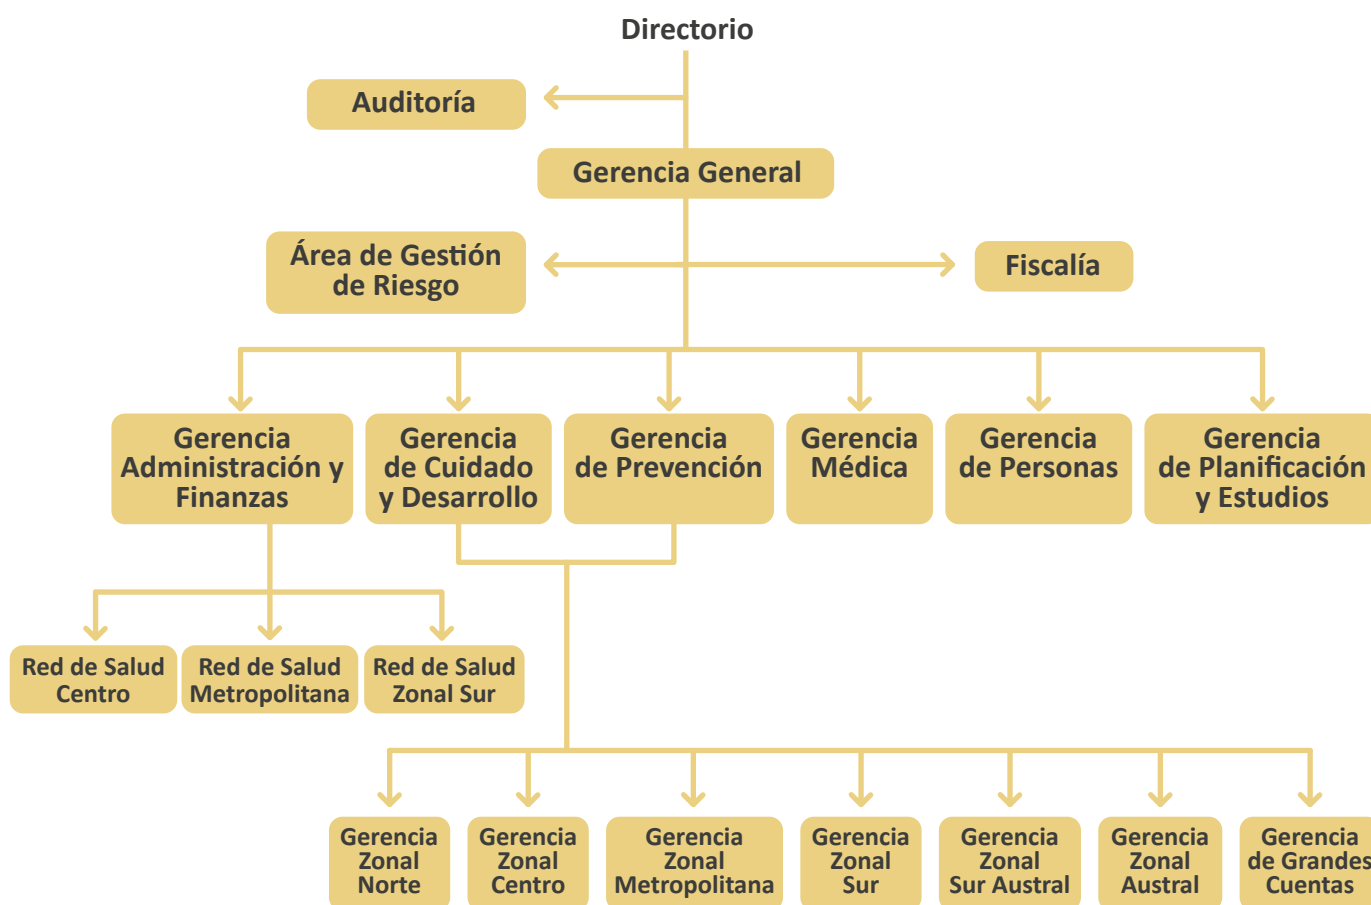 Directorio
Auditoría
Gerencia General
Área de Gestión
de Riesgo
Fiscalía
Gerencia
Administración y
Finanzas
Gerencia
de Cuidado
y Desarrollo
Gerencia
de Prevención
Gerencia
Médica
Gerencia
de Personas
Gerencia
de Planificación
y Estudios
Red de Salud
Centro
Red de Salud
Metropolitana
Red de Salud
Zonal Sur
Gerencia
Zonal
Norte
Gerencia
Zonal
Centro
Gerencia
Zonal
Metropolitana
Gerencia
Zonal
Sur
Gerencia
Zonal
Sur Austral
Gerencia
Zonal
Austral
Gerencia
de Grandes
Cuentas